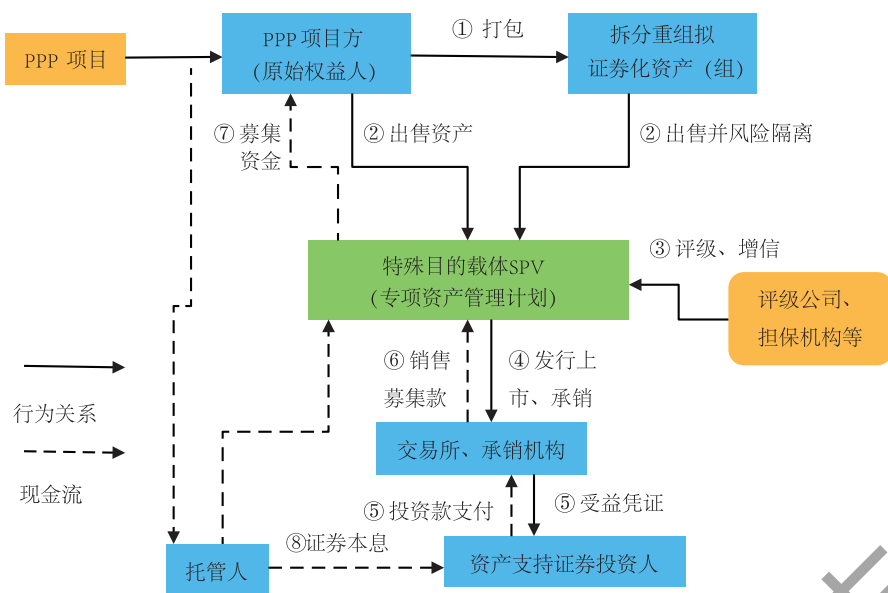 PPP 项目
PPP 项目方
(原始权益人)
① 打包
拆分重组拟
证券化资产（组）
⑦ 募集
资金
② 出售资产
② 出售并风险隔离
特殊目的载体SPV
(专项资产管理计划)
③ 评级、增信
评级公司、
担保机构等
行为关系
现金流
⑥ 销售
募集款
④ 发行上
市、承销
交易所、承销机构
⑤ 投资款支付
⑤ 受益凭证
⑧证券本息
托管人
资产支持证券投资人